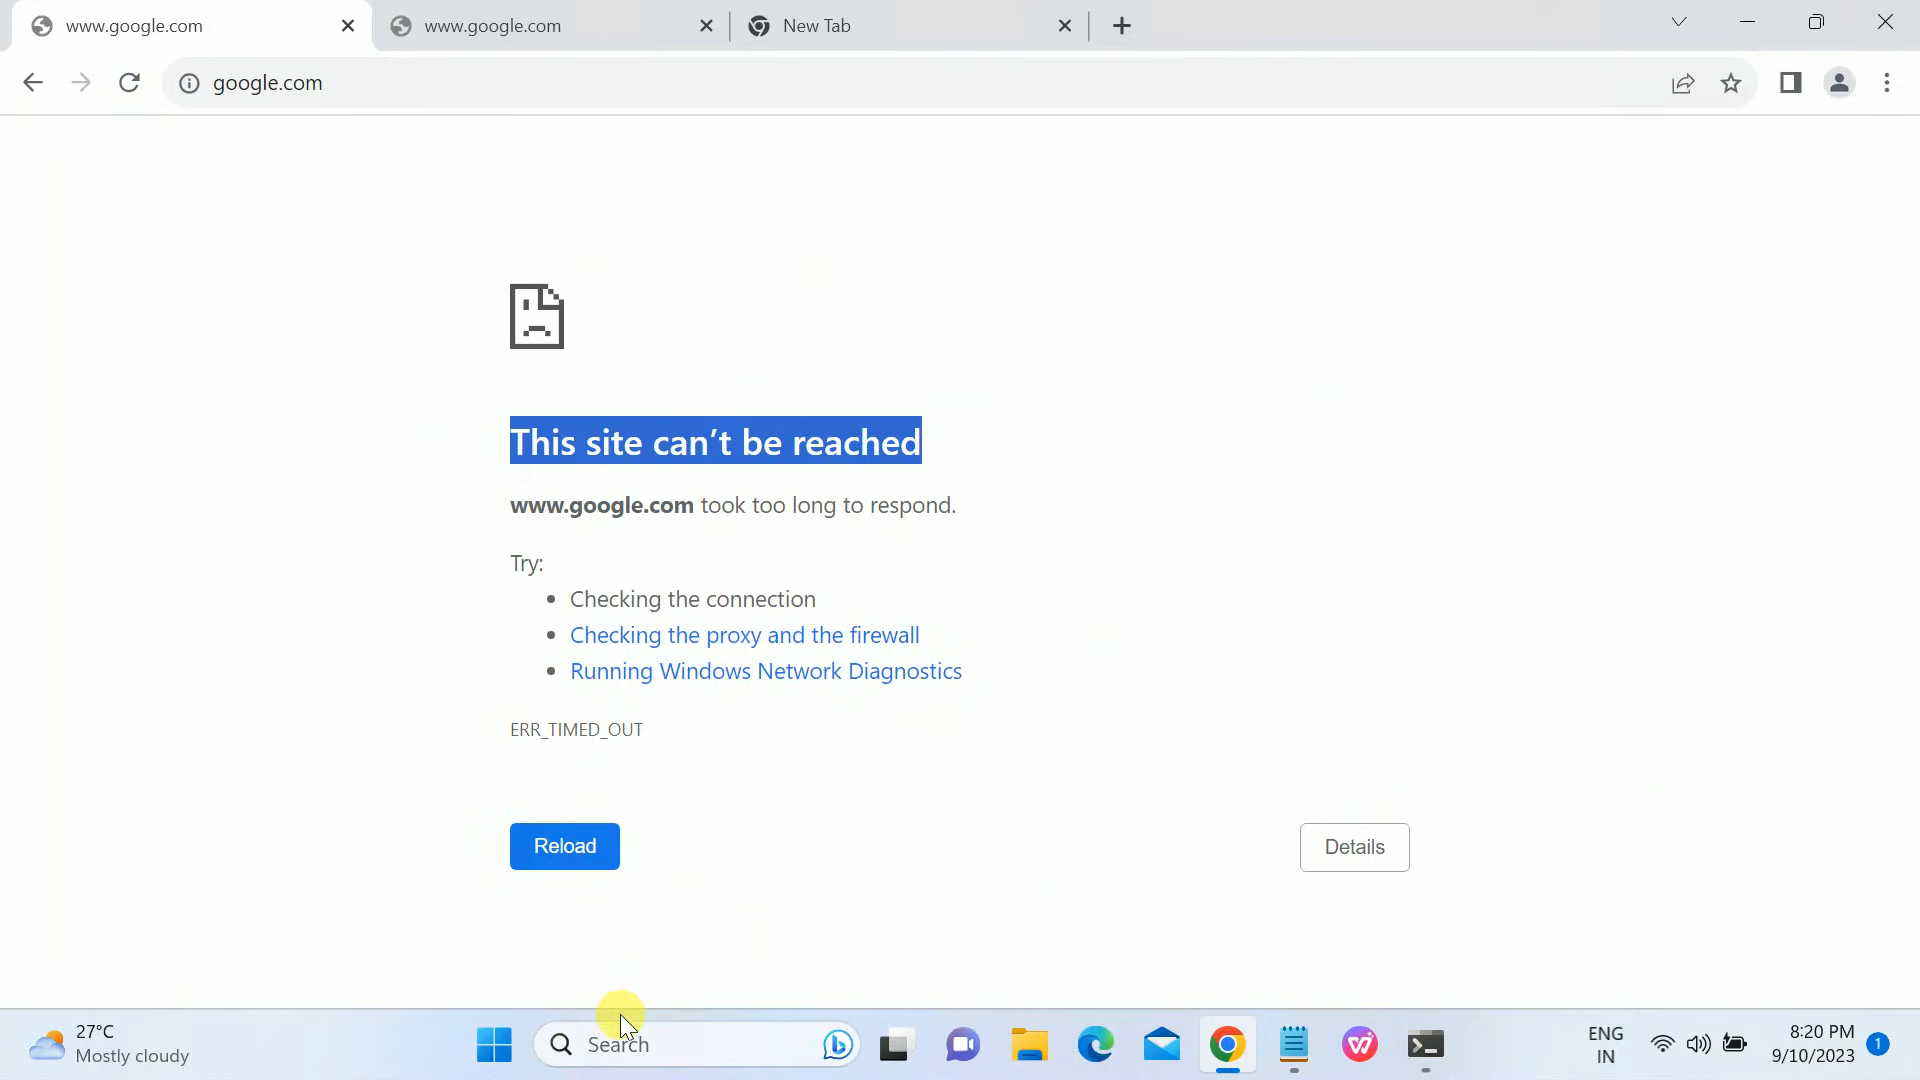 www.google.com
www.google.com
New Tab
google.com
This site can’t be reached
www.google.com took too long to respond.
Try:
Checking the connection
Checking the proxy and the firewall
Running Windows Network Diagnostics
ERR_TIMED_OUT
Reload
Details
27°C
Mostly cloudy
Search
ENG
IN
8:20 PM
9/10/2023
1